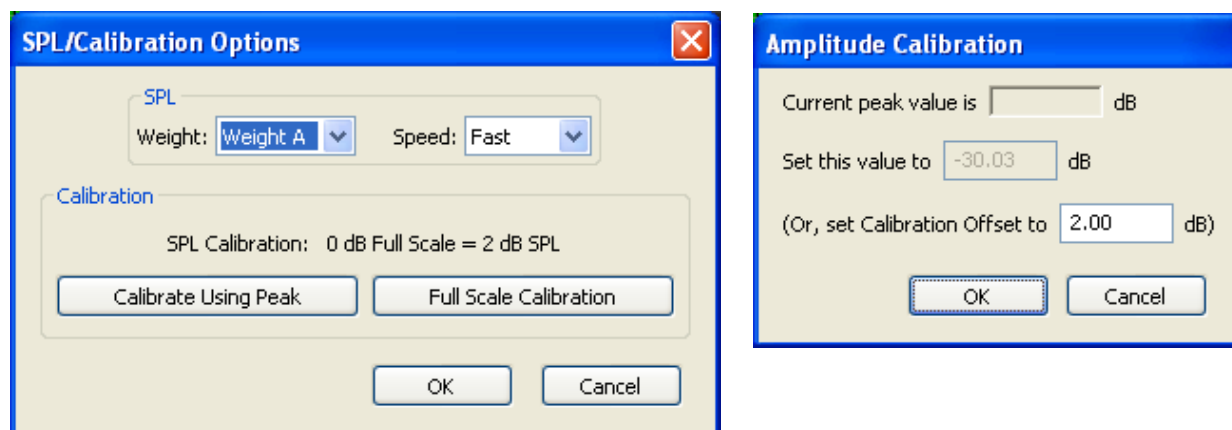 SPL/Calibration Options
SPL
Weight: Weight A Speed: Fast
Calibration
SPL Calibration: 0 dB Full Scale = 2 dB SPL
Calibrate Using Peak Full Scale Calibration
OK Cancel
Amplitude Calibration
Current peak value is dB
Set this value to -30.03 dB
(Or, set Calibration Offset to 2.00 dB)
OK Cancel